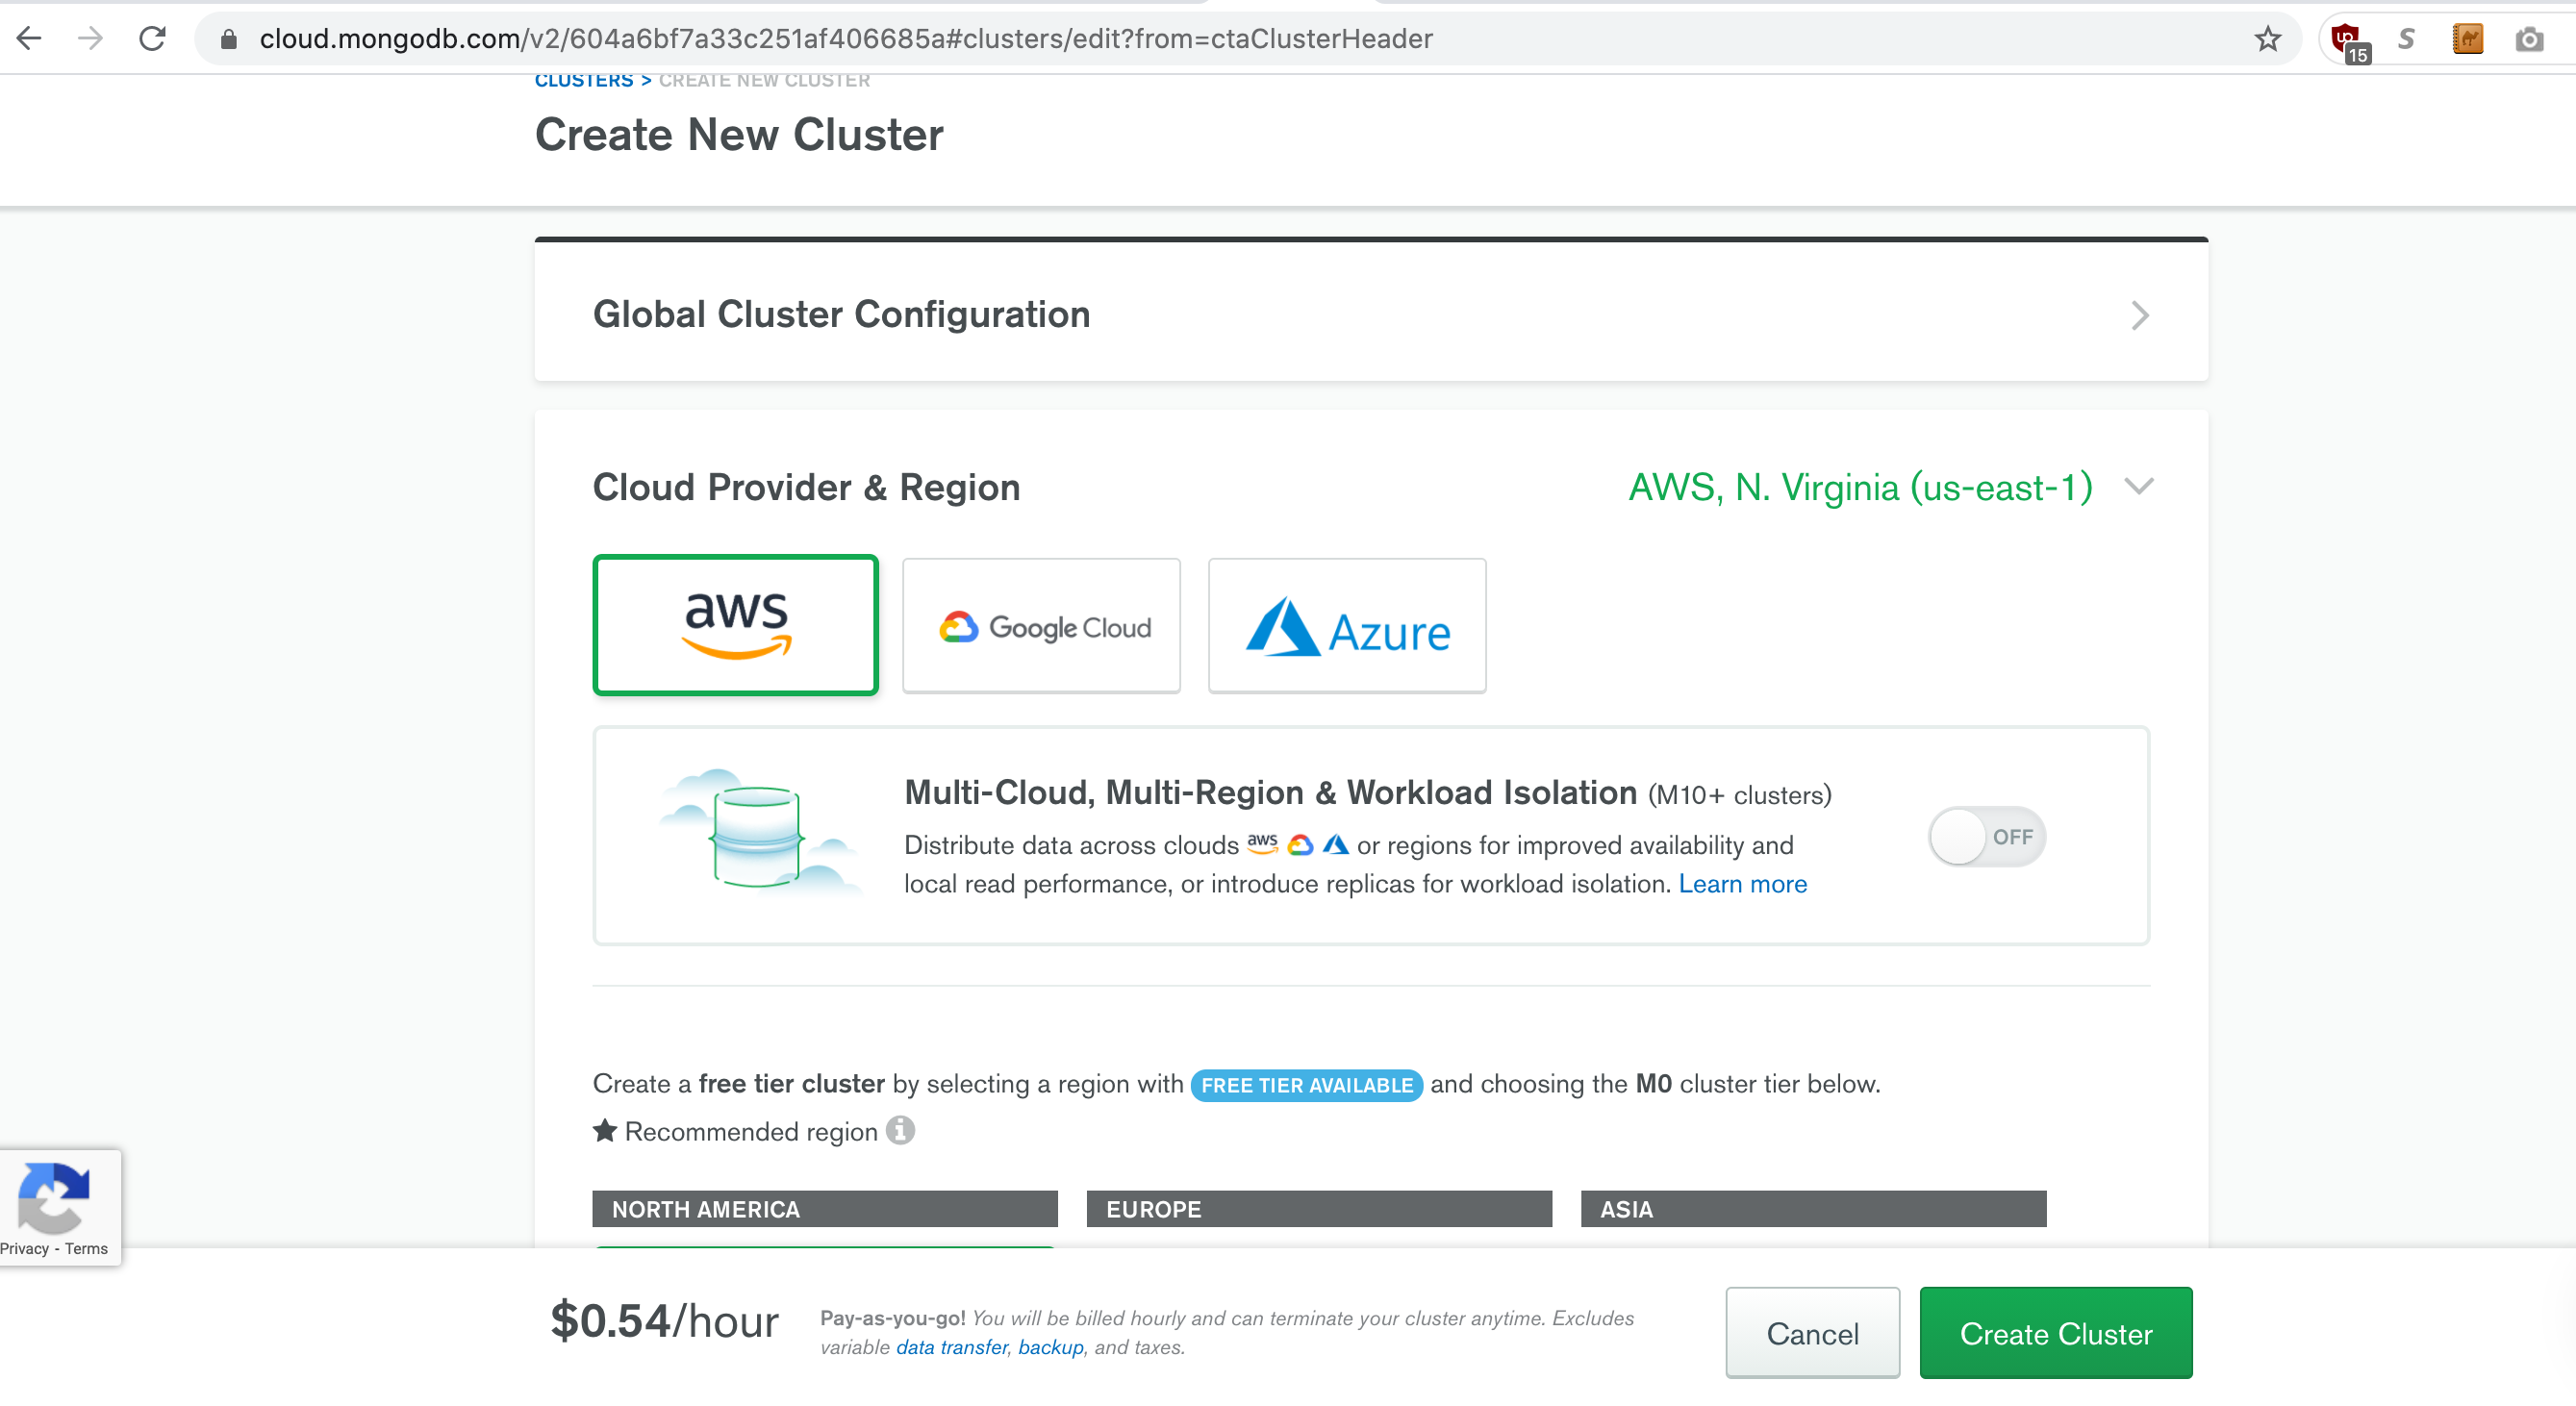 cloud.mongodb.com/v2/604a6bf7a33c251af406685a#clusters/edit?from=ctaClusterHeader
15
S
CLUSTERS > CREATE NEW CLUSTER
Create New Cluster
Global Cluster Configuration
Cloud Provider & Region
AWS, N. Virginia (us-east-1)
aws
Google Cloud
Azure
Multi-Cloud, Multi-Region & Workload Isolation (M10+ clusters)
Distribute data across clouds aws or regions for improved availability and
local read performance, or introduce replicas for workload isolation. Learn more
OFF
Create a free tier cluster by selecting a region with FREE TIER AVAILABLE and choosing the M0 cluster tier below.
Recommended region
NORTH AMERICA
EUROPE
ASIA
Privacy - Terms
$0.54/hour
Pay-as-you-go! You will be billed hourly and can terminate your cluster anytime. Excludes
variable data transfer, backup, and taxes.
Cancel
Create Cluster